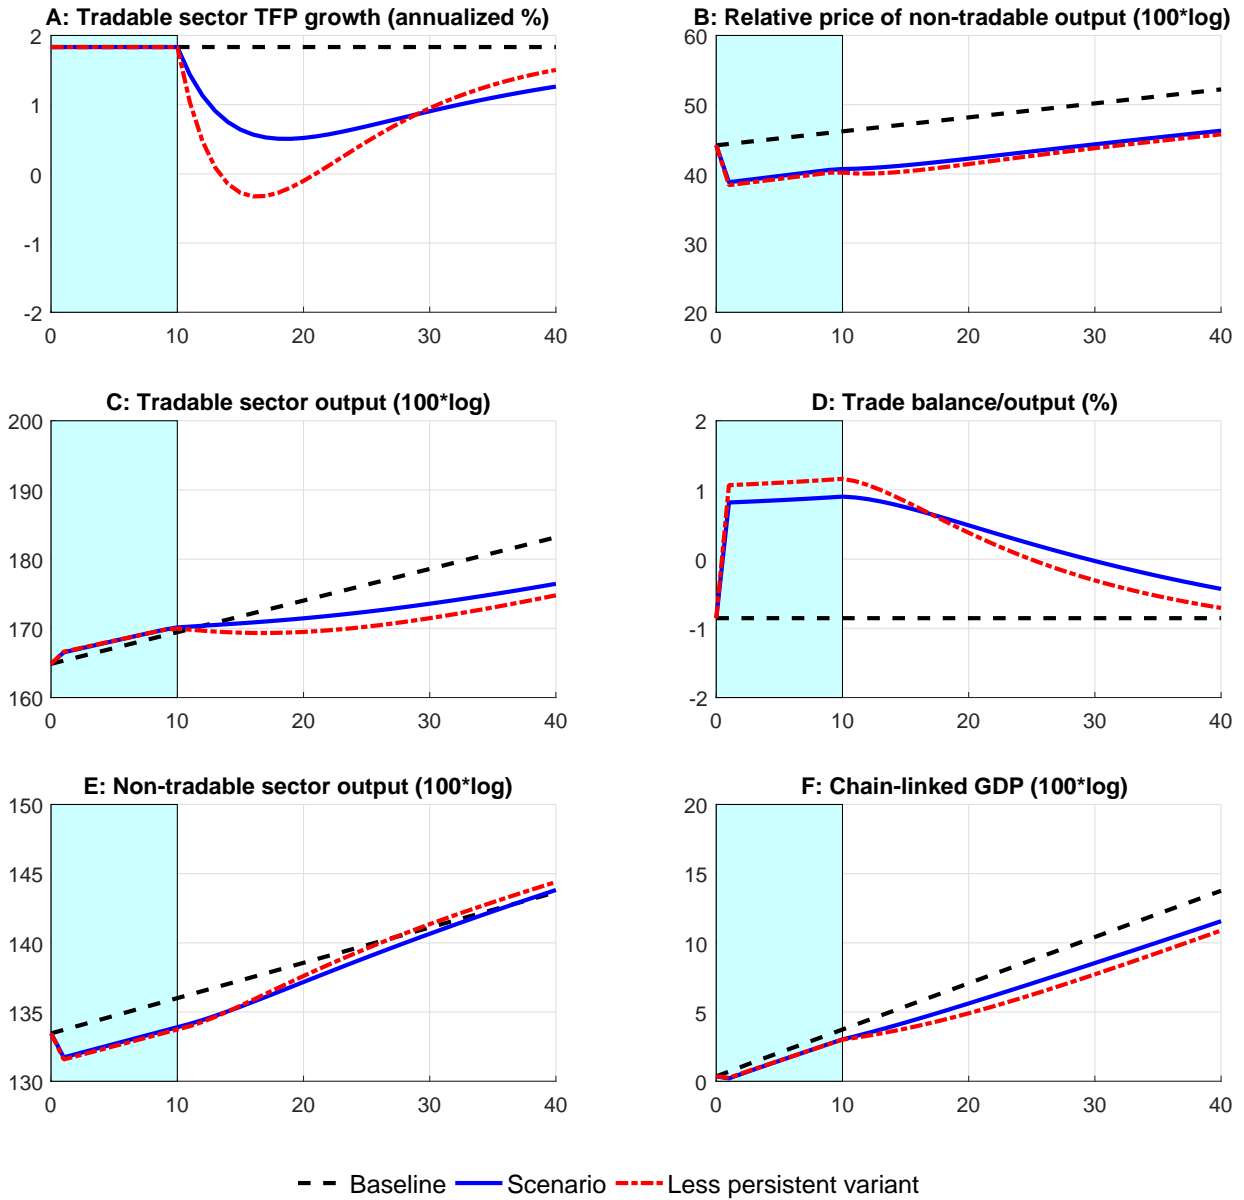 A: Tradable sector TFP growth (annualized %)
2
1
0
-1
-2
0 10 20 30 40
B: Relative price of non-tradable output (100*log)
60
50
40
30
20
0 10 20 30 40
C: Tradable sector output (100*log)
200
190
180
170
160
0 10 20 30 40
D: Trade balance/output (%)
2
1
0
-1
-2
0 10 20 30 40
E: Non-tradable sector output (100*log)
150
145
140
135
130
0 10 20 30 40
F: Chain-linked GDP (100*log)
20
15
10
5
0
0 10 20 30 40
Baseline Scenario Less persistent variant